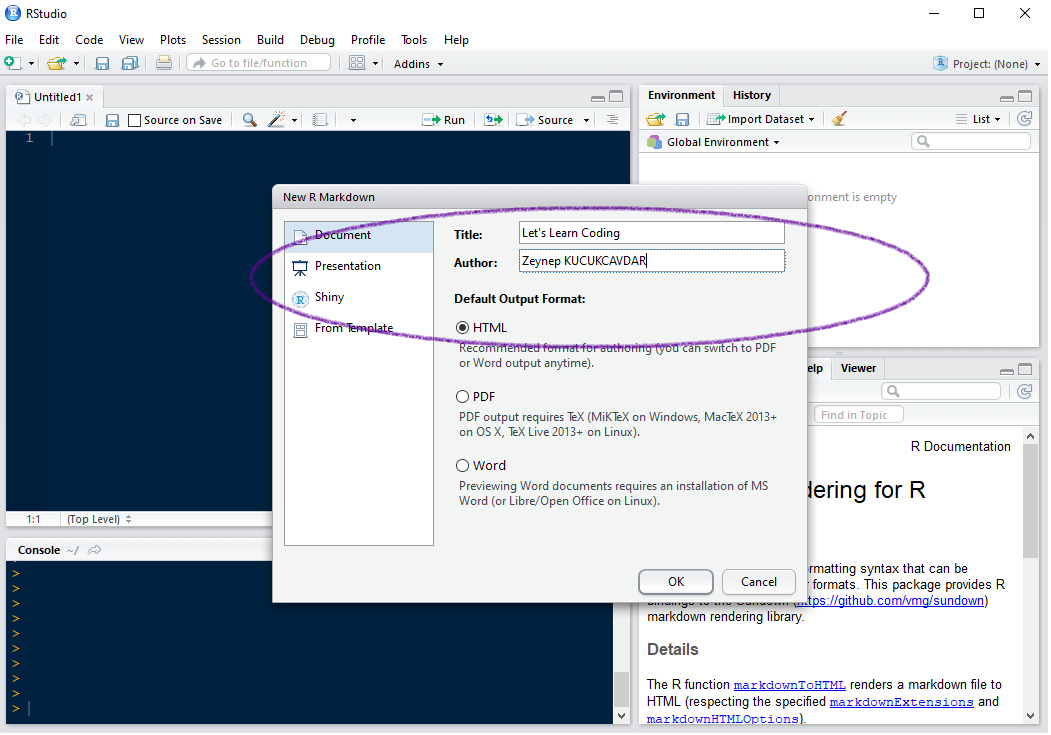 RStudio
File Edit Code View Plots Session Build Debug Profile Tools Help
Go to file/function Addins Project: (None)
Untitled1
Source on Save Run Source
1
1:1 (Top Level)
Console ~/
>
>
>
>
>
>
>
>
>
>
Environment History
Import Dataset List
Global Environment
is empty
New R Markdown
Document
Presentation
Shiny
From Template
Title: Let's Learn Coding
Author: Zeynep KUCUKCAVDAR
Default Output Format:
HTML
Recommended format for authoring (you can switch to PDF
or Word output anytime).
PDF
PDF output requires TeX (MiKTeX on Windows, MacTeX 2013+
on OS X, TeX Live 2013+ on Linux).
Word
Previewing Word documents requires an installation of MS
Word (or Libre/Open Office on Linux).
OK Cancel
Viewer
Find in Topic
R Documentation
for R
syntax that can be
formats. This package provides R
bindings to the Sundown (https://github.com/vmg/sundown)
markdown rendering library.
Details
The R function markdownToHTML renders a markdown file to
HTML (respecting the specified markdownExtensions and
markdownHTMLOptions).